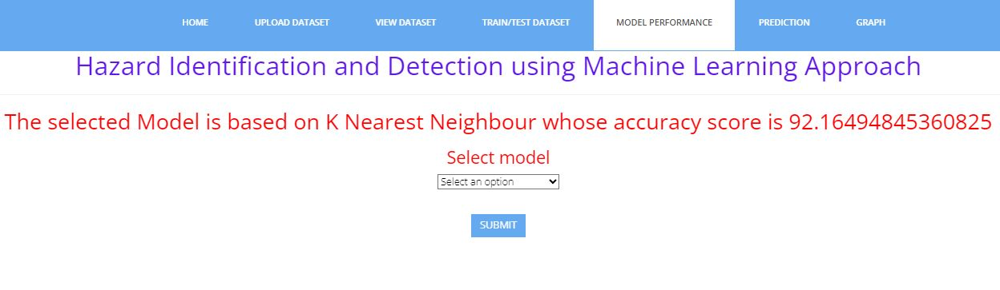 HOME UPLOAD DATASET VIEW DATASET TRAIN/TEST DATASET MODEL PERFORMANCE PREDICTION GRAPH
Hazard Identification and Detection using Machine Learning Approach
The selected Model is based on K Nearest Neighbour whose accuracy score is 92.16494845360825
Select model
Select an option
SUBMIT